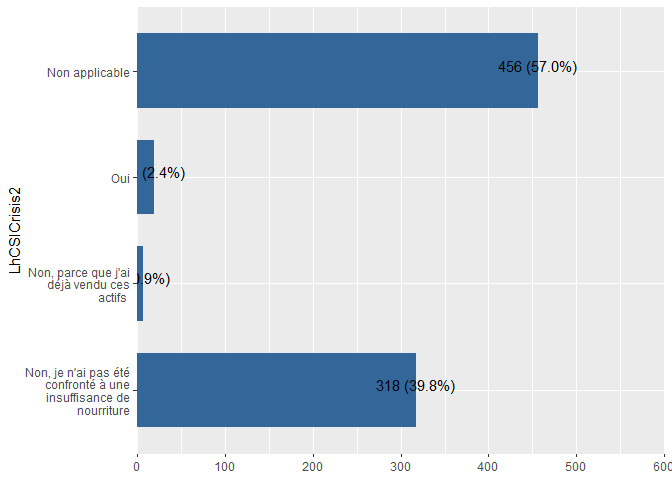 LhCSICrisis2
Non applicable
456 (57.0%)
Oui
(2.4%)
Non, parce que j'ai
déjà vendu ces
actifs
.9%)
Non, je n'ai pas été
confronté à une
insuffisance de
nourriture
318 (39.8%)
0 100 200 300 400 500 600